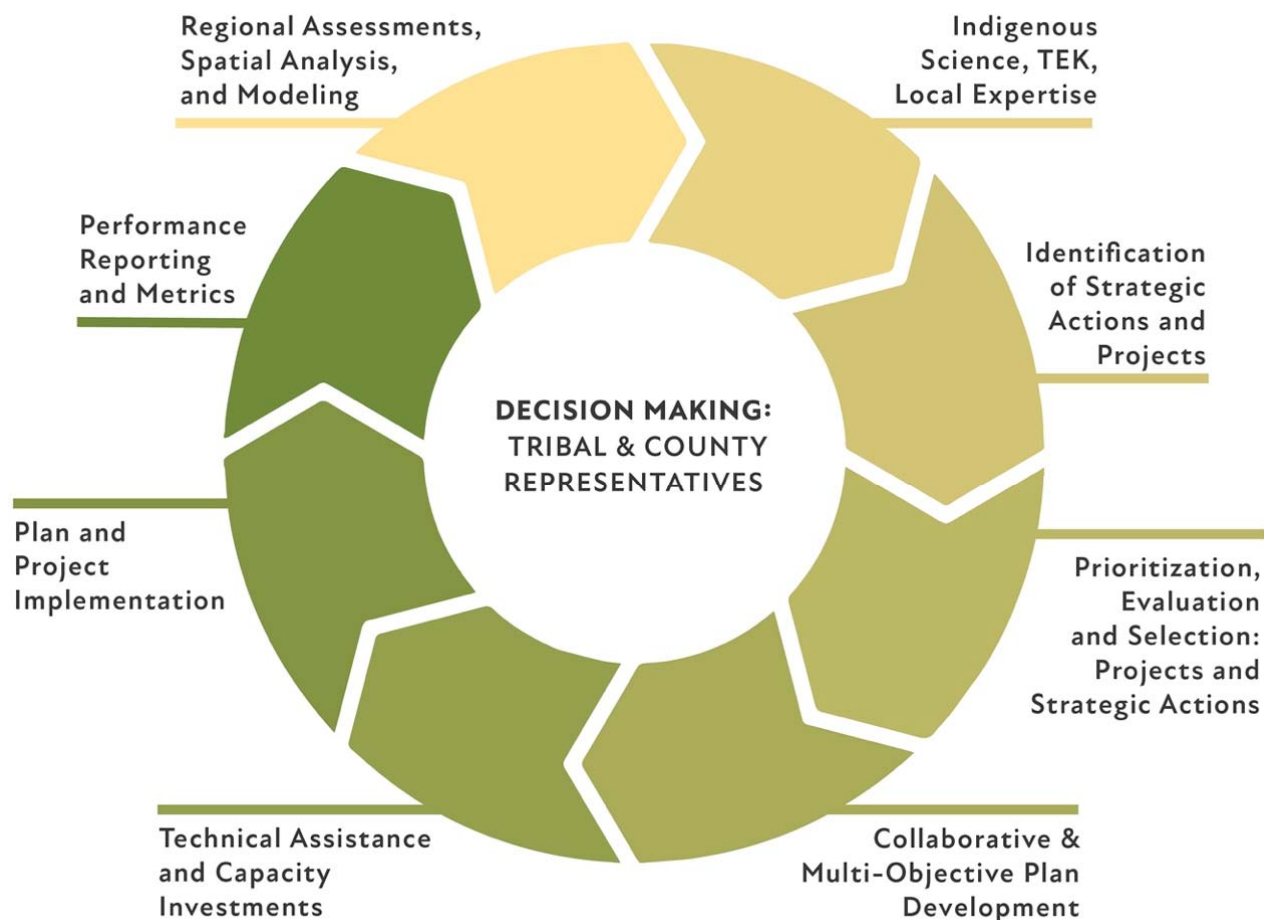 Regional Assessments,
Spatial Analysis,
and Modeling
Indigenous
Science, TEK,
Local Expertise
Identification
of Strategic
Actions and
Projects
Prioritization,
Evaluation
and Selection:
Projects and
Strategic Actions
Collaborative &
Multi-Objective Plan
Development
Technical Assistance
and Capacity
Investments
Plan and
Project
Implementation
Performance
Reporting
and Metrics
DECISION MAKING:
TRIBAL & COUNTY
REPRESENTATIVES